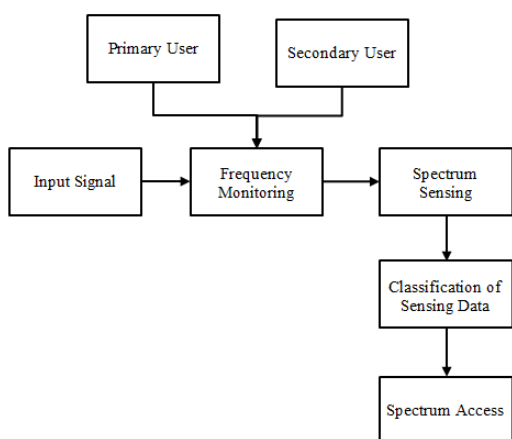 Primary User
Secondary User
Input Signal
Frequency
Monitoring
Spectrum
Sensing
Classification of
Sensing Data
Spectrum Access